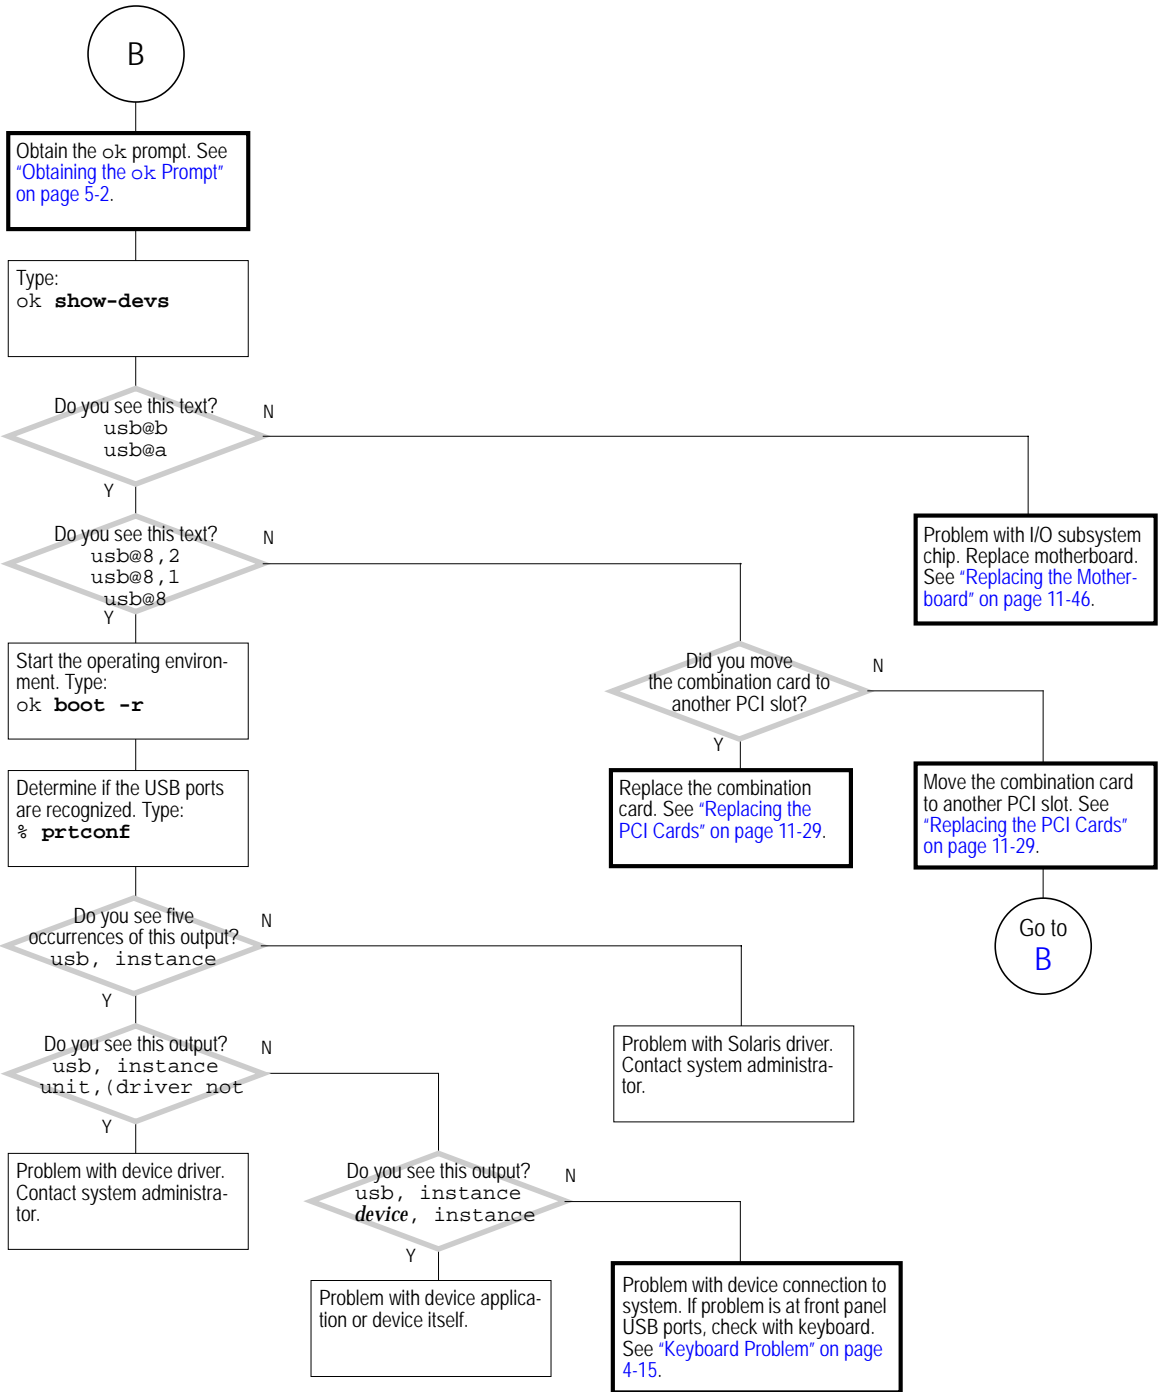 B
Obtain the ok prompt. See
"Obtaining the ok Prompt"
on page 5-2.
Type:
ok show-devs
Do you see this text?
usb@b
usb@a
N
Y
Do you see this text?
usb@8,2
usb@8,1
usb@8
N
Y
Problem with I/O subsystem
chip. Replace motherboard.
See "Replacing the Mother-
board" on page 11-46.
Start the operating environ-
ment. Type:
ok boot -r
Did you move
the combination card to
another PCI slot?
N
Y
Determine if the USB ports
are recognized. Type:
% prtconf
Replace the combination
card. See "Replacing the
PCI Cards" on page 11-29.
Move the combination card
to another PCI slot. See
"Replacing the PCI Cards"
on page 11-29.
Go to
B
Do you see five
occurrences of this output?
usb, instance
N
Y
Do you see this output?
usb, instance
unit,(driver not
N
Y
Problem with Solaris driver.
Contact system administra-
tor.
Problem with device driver.
Contact system administra-
tor.
Do you see this output?
usb, instance
device, instance
N
Y
Problem with device applica-
tion or device itself.
Problem with device connection to
system. If problem is at front panel
USB ports, check with keyboard.
See "Keyboard Problem" on page
4-15.